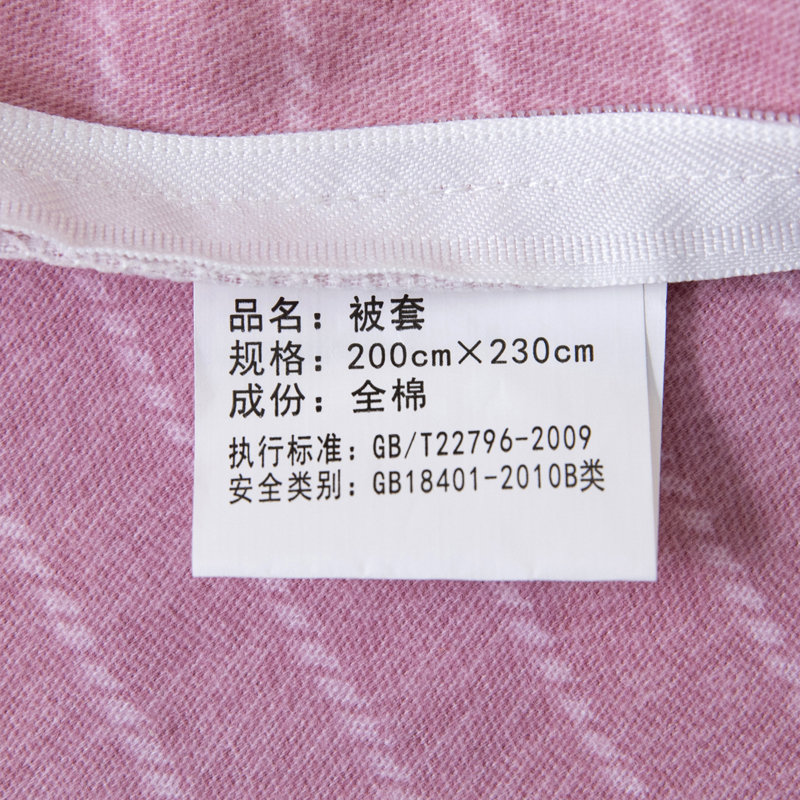 品名：被套
规格：200cm×230cm
成份：全棉
执行标准：GB/T22796-2009
安全类别：GB18401-2010B类